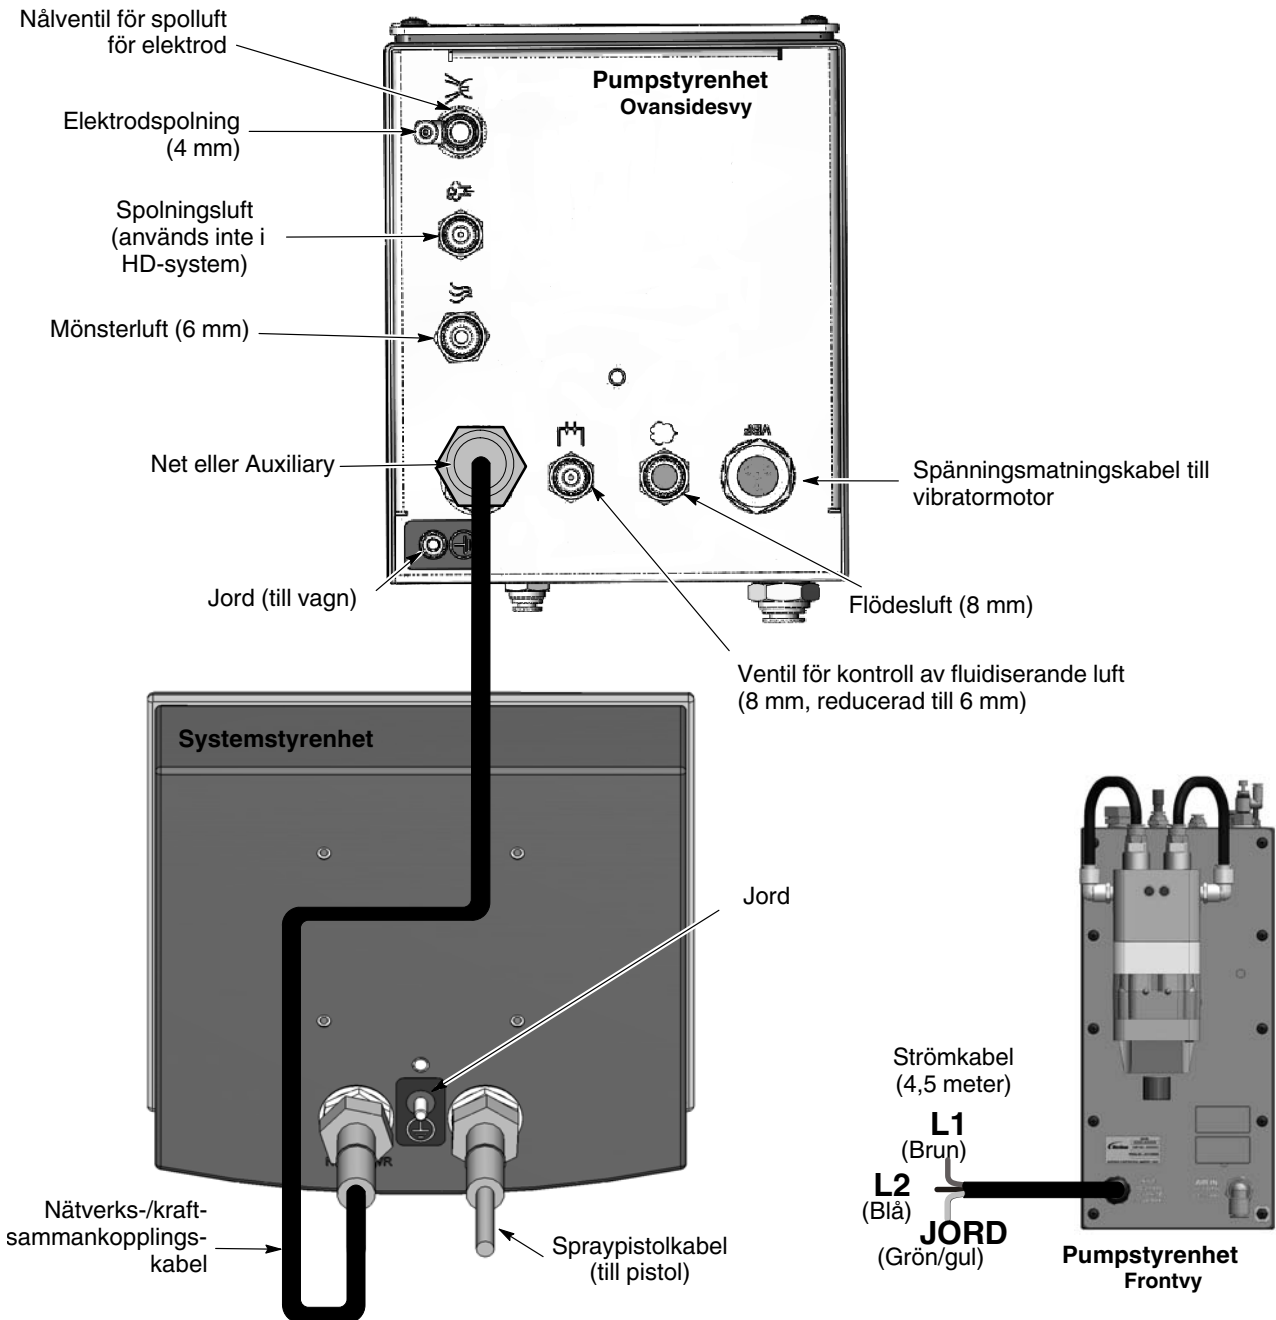 Nålventil för spolluft
för elektrod
Pumpstyrenhet
Ovansidesvy
Elektrodspolning
(4 mm)
Spolningsluft
(används inte i
HD-system)
Mönsterluft (6 mm)
Net eller Auxiliary
VIBR
Spänningsmatningskabel till
vibratormotor
Jord (till vagn)
Flödesluft (8 mm)
Ventil för kontroll av fluidiserande luft
(8 mm, reducerad till 6 mm)
Systemstyrenhet
Jord
Strömkabel
(4,5 meter)
L1
(Brun)
L2
(Blå)
JORD
(Grön/gul)
AIR IN
Nätverks-/kraft-
sammankopplings-
kabel
Spraypistolkabel
(till pistol)
Pumpstyrenhet
Frontvy